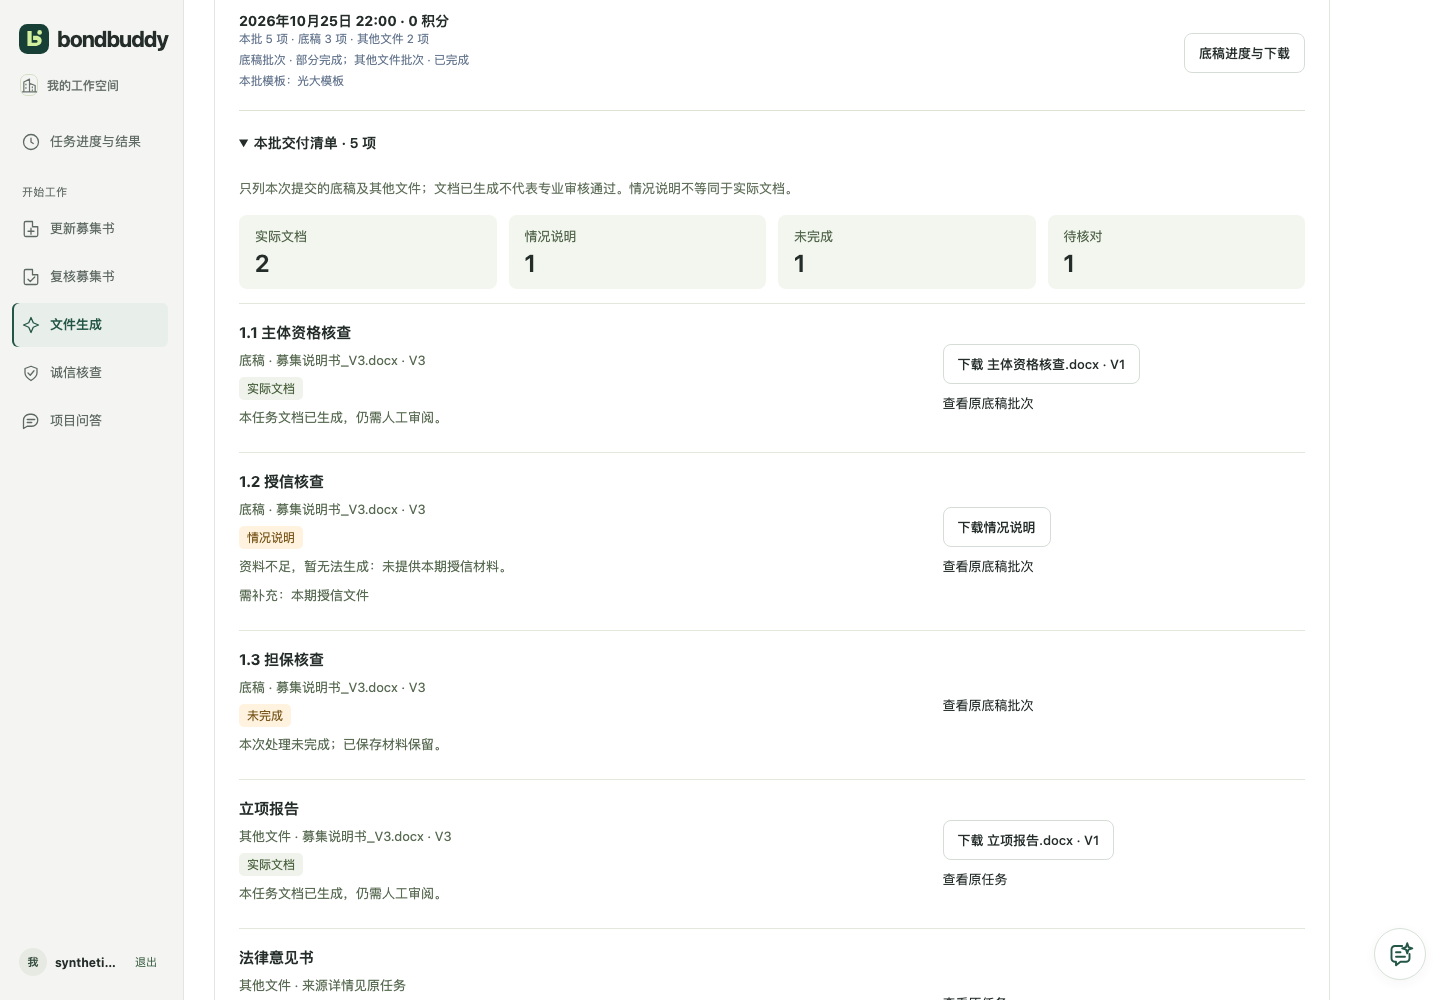 bondbuddy
我的工作空间
任务进度与结果
开始工作
更新募集书
复核募集书
文件生成
诚信核查
项目问答
我 syntheti... 退出
2026年10月25日 22:00 · 0 积分
本批 5 项 · 底稿 3 项 · 其他文件 2 项
底稿批次 · 部分完成；其他文件批次 · 已完成
本批模板：光大模板
底稿进度与下载
▼ 本批交付清单 · 5 项
只列本次提交的底稿及其他文件；文档已生成不代表专业审核通过。情况说明不等同于实际文档。
实际文档
2
情况说明
1
未完成
1
待核对
1
1.1 主体资格核查
底稿 · 募集说明书_V3.docx · V3
实际文档
本任务文档已生成，仍需人工审阅。
下载 主体资格核查.docx · V1
查看原底稿批次
1.2 授信核查
底稿 · 募集说明书_V3.docx · V3
情况说明
资料不足，暂无法生成：未提供本期授信材料。
需补充：本期授信文件
下载情况说明
查看原底稿批次
1.3 担保核查
底稿 · 募集说明书_V3.docx · V3
未完成
本次处理未完成；已保存材料保留。
查看原底稿批次
立项报告
其他文件 · 募集说明书_V3.docx · V3
实际文档
本任务文档已生成，仍需人工审阅。
下载 立项报告.docx · V1
查看原任务
法律意见书
其他文件 · 来源详情见原任务